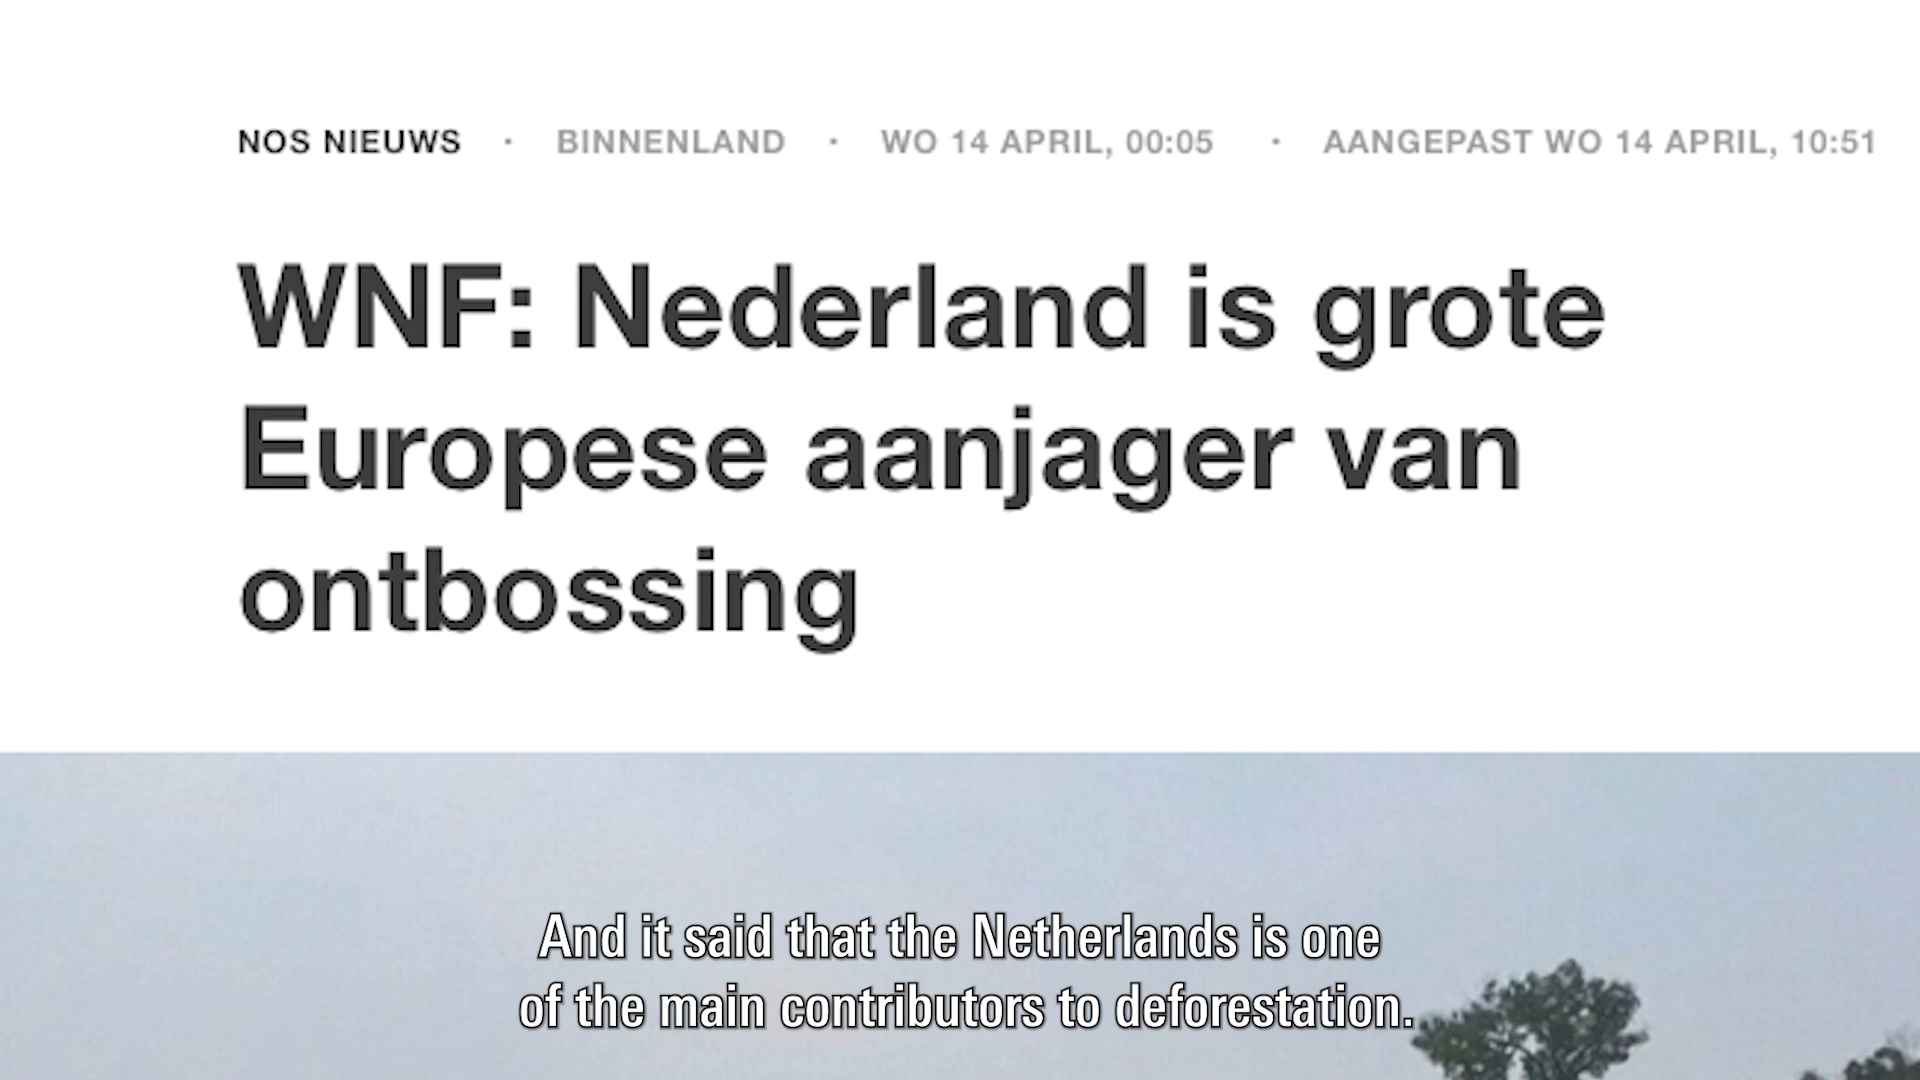 NOS NIEUWS · BINNENLAND · WO 14 APRIL, 00:05 · AANGEPAST WO 14 APRIL, 10:51
WNF: Nederland is grote
Europese aanjager van
ontbossing
And it said that the Netherlands is one
of the main contributors to deforestation.